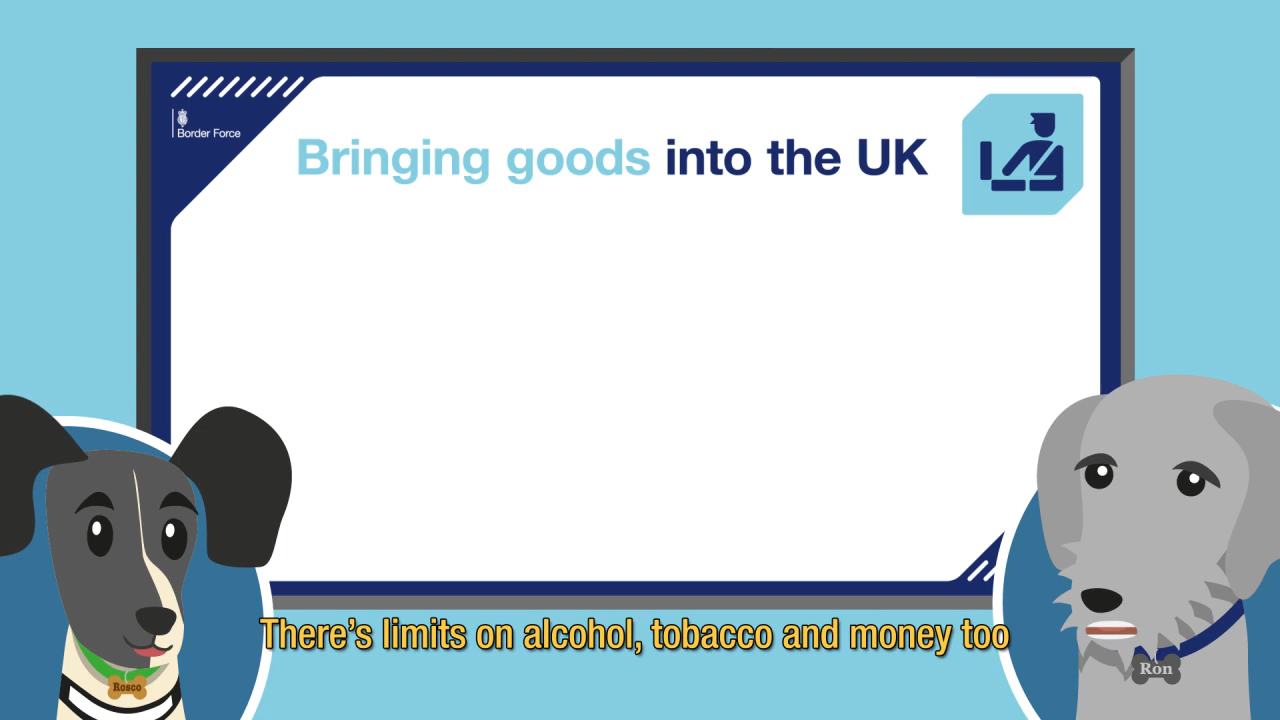 Border Force
Bringing goods into the UK
There's limits on alcohol, tobacco and money too
Rosco
Ron